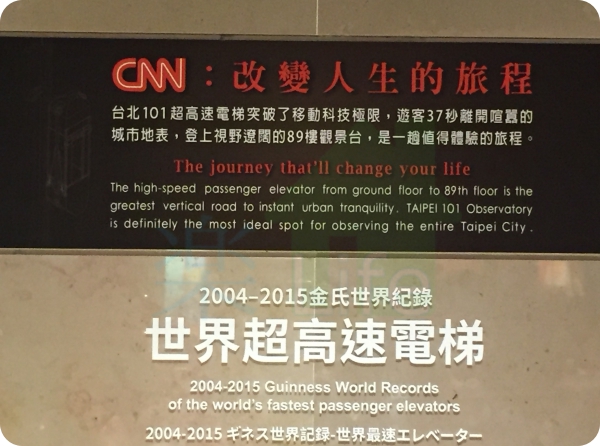 CNN：改變人生的旅程
台北101超高速電梯突破了移動科技極限，遊客37秒離開喧囂的
城市地表，登上視野遼闊的89樓觀景台，是一趟值得體驗的旅程。
The journey that'll change your life
The high-speed passenger elevator from ground floor to 89th floor is the
greatest vertical road to instant urban tranquility. TAIPEI 101 Observatory
is definitely the most ideal spot for observing the entire Taipei City.
Life
2004–2015金氏世界紀錄
世界超高速電梯
2004-2015 Guinness World Records
of the world's fastest passenger elevators
2004-2015 ギネス世界記録-世界最速エレベーター